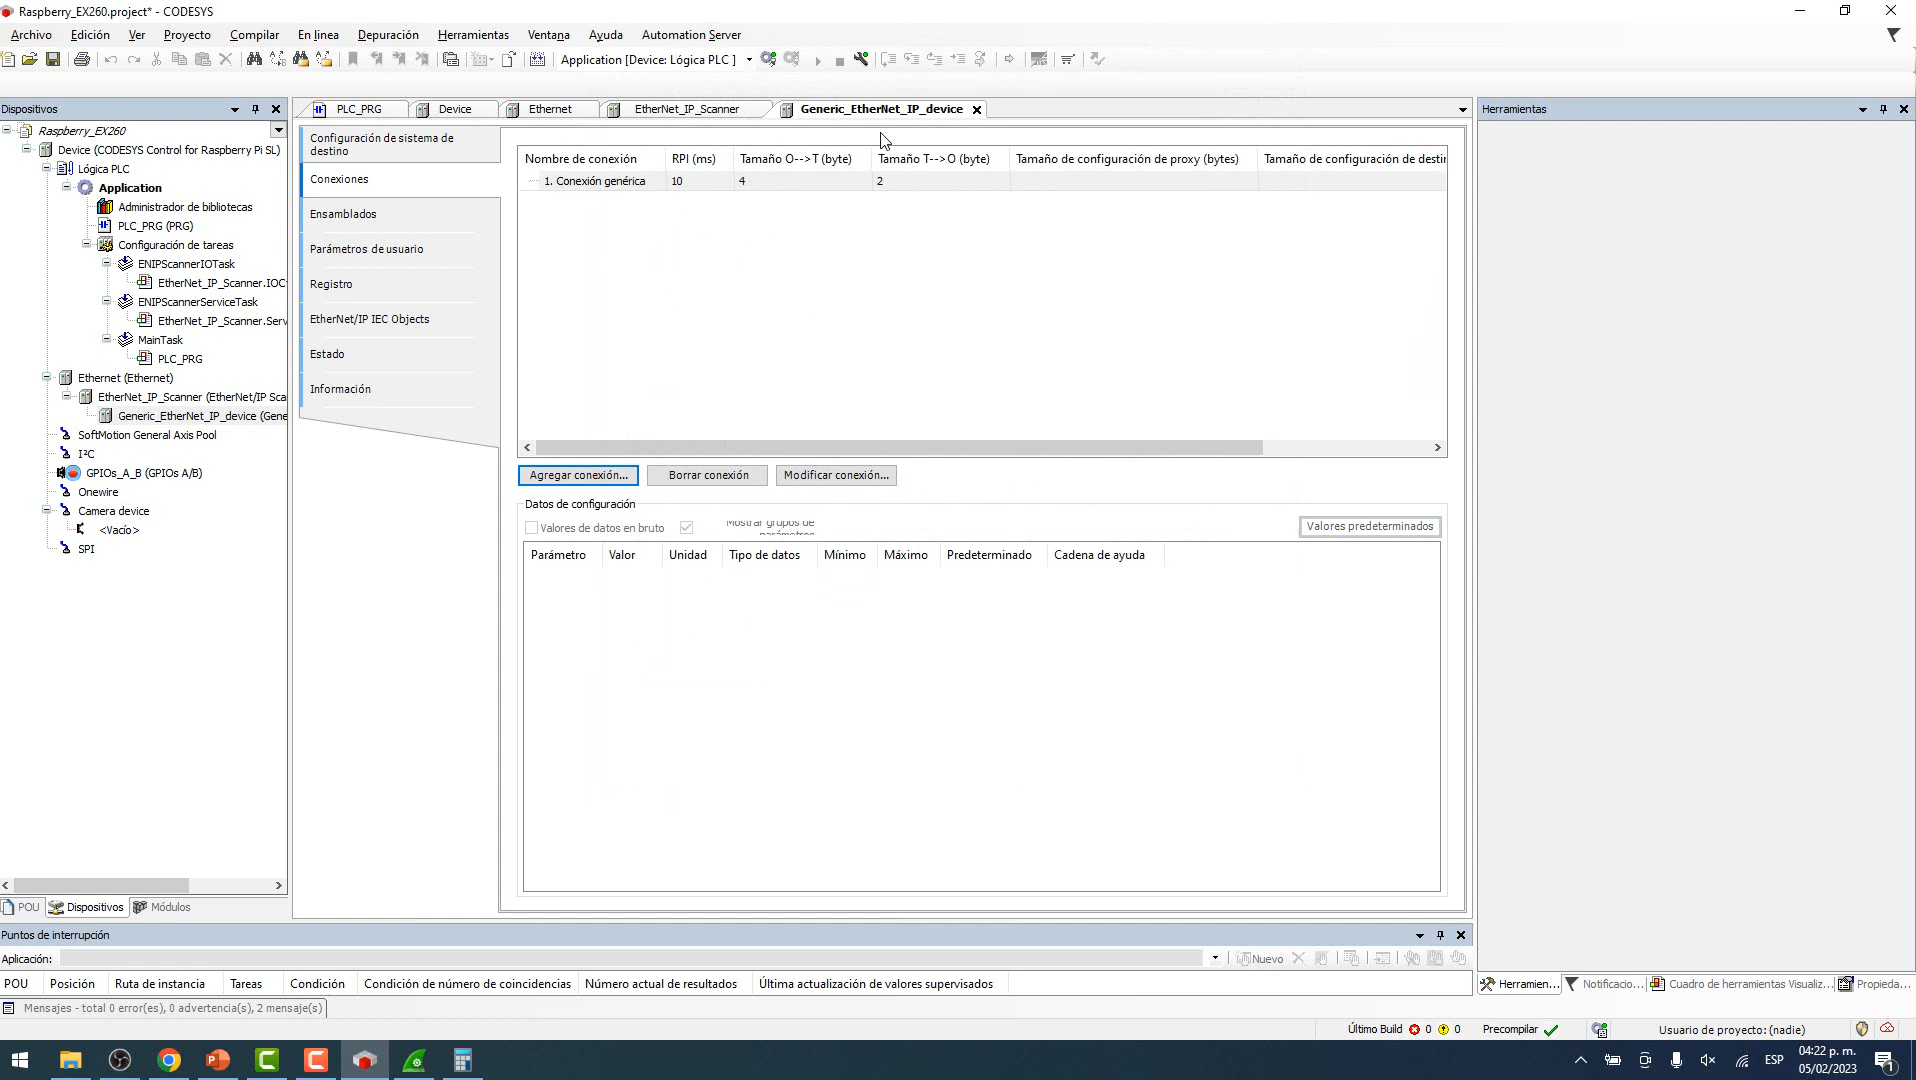 Raspberry_EX260.project* - CODESYS
Archivo Edición Ver Proyecto Compilar En línea Depuración Herramientas Ventana Ayuda Automation Server
Application [Device: Lógica PLC ]
Dispositivos
Raspberry_EX260
Device (CODESYS Control for Raspberry Pi SL)
Lógica PLC
Application
Administrador de bibliotecas
PLC_PRG (PRG)
Configuración de tareas
ENIPScannerIOTask
EtherNet_IP_Scanner.IOC
ENIPScannerServiceTask
EtherNet_IP_Scanner.Serv
MainTask
PLC_PRG
Ethernet (Ethernet)
EtherNet_IP_Scanner (EtherNet/IP Sca
Generic_EtherNet_IP_device (Gene
SoftMotion General Axis Pool
I²C
GPIOs_A_B (GPIOs A/B)
Onewire
Camera device
<Vacío>
SPI
POU Dispositivos Módulos
PLC_PRG Device Ethernet EtherNet_IP_Scanner Generic_EtherNet_IP_device
Configuración de sistema de
destino
Conexiones
Ensamblados
Parámetros de usuario
Registro
EtherNet/IP IEC Objects
Estado
Información
Nombre de conexión RPI (ms) Tamaño O-->T (byte) Tamaño T-->O (byte) Tamaño de configuración de proxy (bytes) Tamaño de configuración de destin
1. Conexión genérica 10 4 2
Agregar conexión... Borrar conexión Modificar conexión...
Datos de configuración
Valores de datos en bruto Mostrar grupos de
parámetros Valores predeterminados
Parámetro Valor Unidad Tipo de datos Mínimo Máximo Predeterminado Cadena de ayuda
Herramientas
Puntos de interrupción
Aplicación: Nuevo
POU Posición Ruta de instancia Tareas Condición Condición de número de coincidencias Número actual de resultados Última actualización de valores supervisados
Herramien... Notificacio... Cuadro de herramientas Visualiz... Propieda...
Mensajes - total 0 error(es), 0 advertencia(s), 2 mensaje(s)
Último Build 0 0 Precompilar Usuario de proyecto: (nadie)
ESP
04:22 p. m.
05/02/2023
1